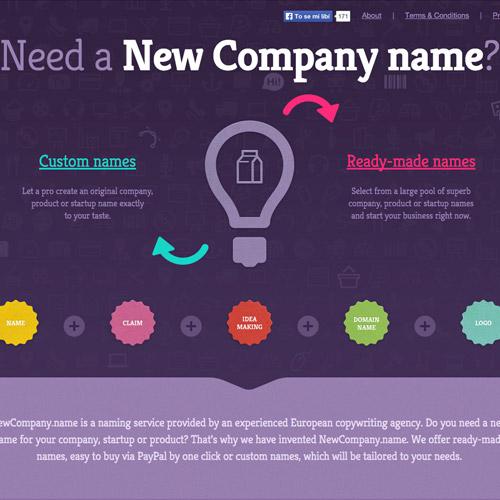 To se mi líbí 171 About | Terms & Conditions | Pr
Need a New Company name?
Hi!
Custom names
Ready-made names
Let a pro create an original company,
product or startup name exactly
to your taste.
Select from a large pool of superb
company, product or startup names
and start your business right now.
NAME + CLAIM + IDEA MAKING + DOMAIN NAME + LOGO
ewCompany.name is a naming service provided by an experienced European copywriting agency. Do you need a ne
ame for your company, startup or product? That's why we have invented NewCompany.name. We offer ready-mad
names, easy to buy via PayPal by one click or custom names, which will be tailored to your needs.